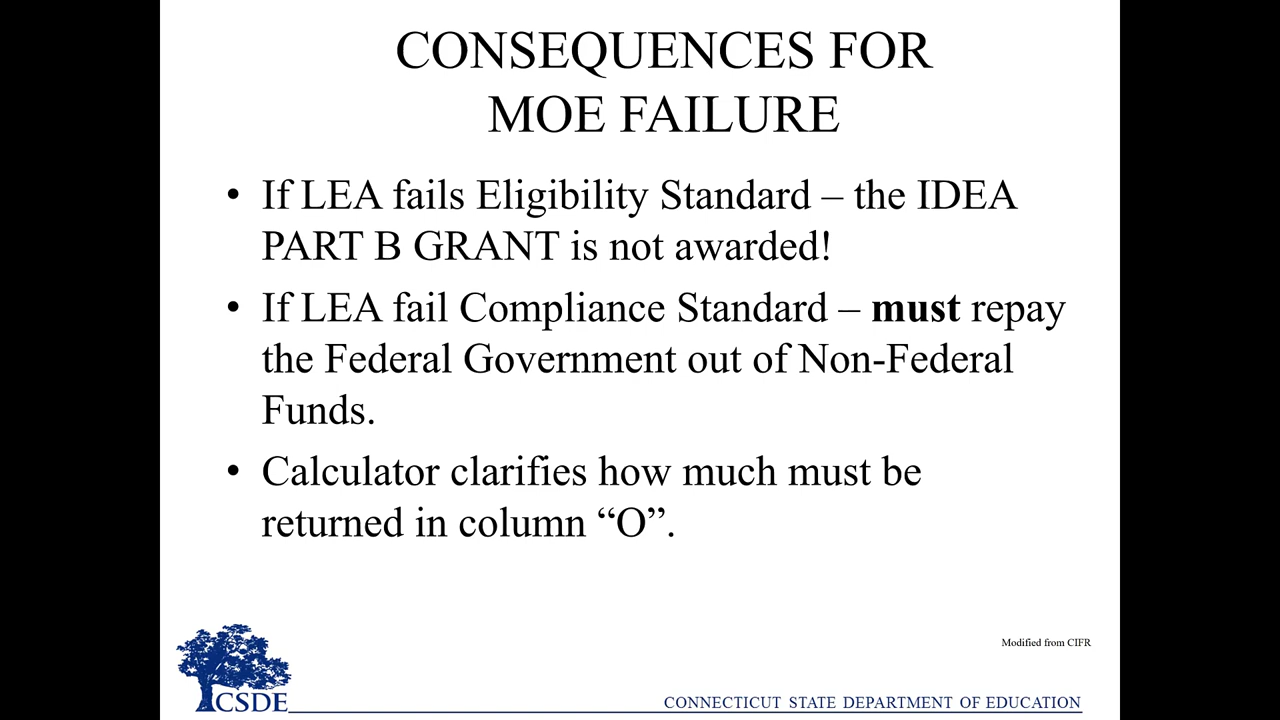 CONSEQUENCES FOR
MOE FAILURE
• If LEA fails Eligibility Standard – the IDEA
PART B GRANT is not awarded!
• If LEA fail Compliance Standard – must repay
the Federal Government out of Non-Federal
Funds.
• Calculator clarifies how much must be
returned in column “O”.
Modified from CIFR
CSDE
CONNECTICUT STATE DEPARTMENT OF EDUCATION